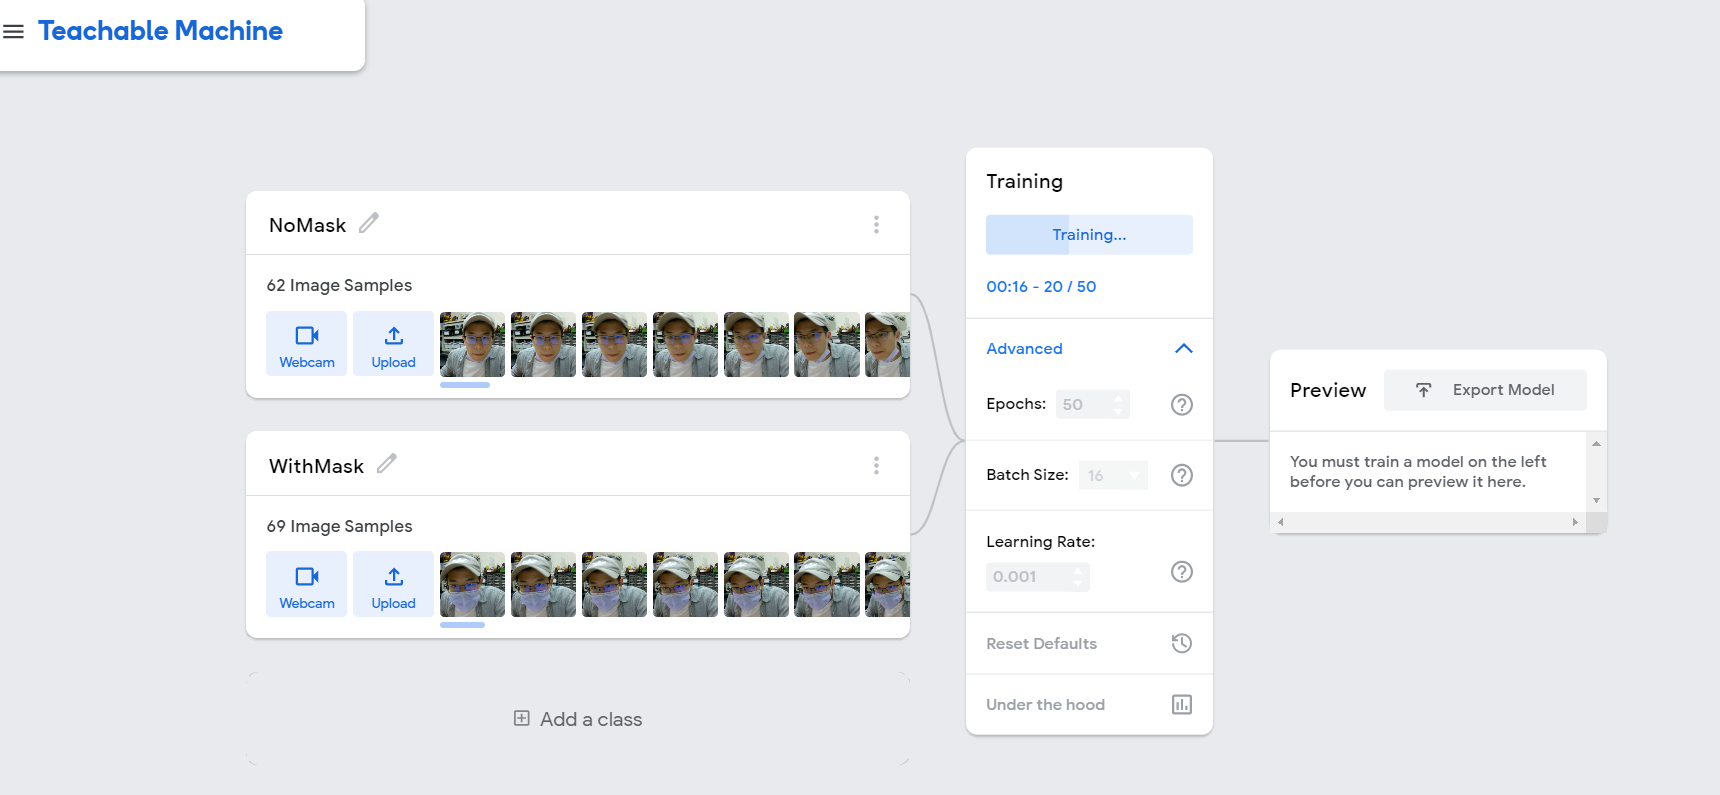 Teachable Machine
NoMask
62 Image Samples
Webcam
Upload
WithMask
69 Image Samples
Webcam
Upload
Add a class
Training
Training...
00:16 - 20 / 50
Advanced
Epochs: 50
Batch Size: 16
Learning Rate:
0.001
Reset Defaults
Under the hood
Preview
Export Model
You must train a model on the left
before you can preview it here.